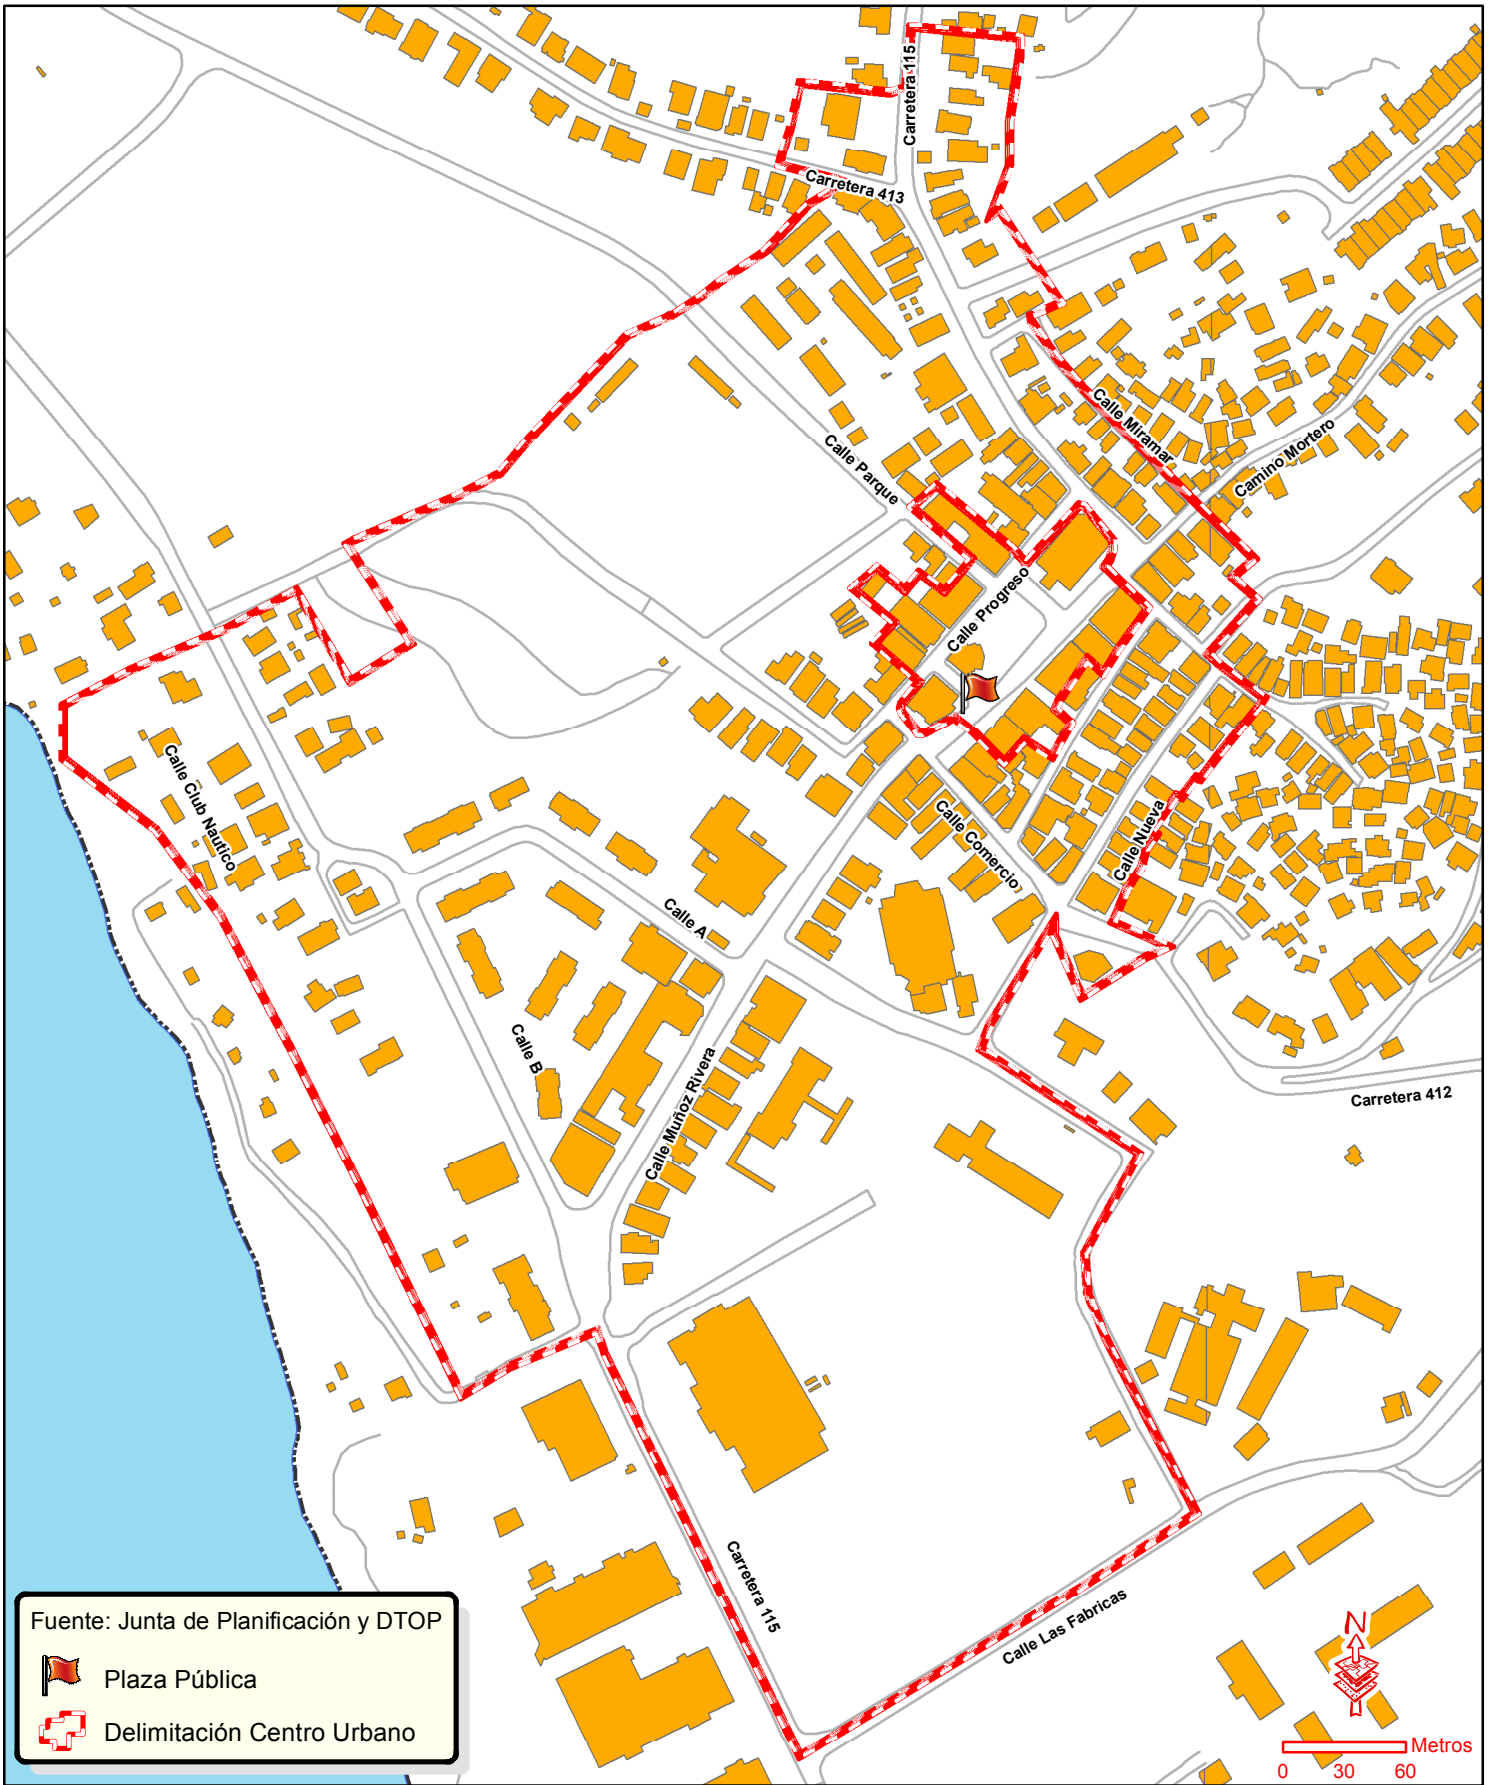 Carretera 115
Carretera 413
Calle Miramar
Camino Mortero
Calle Parque
Calle Progreso
Calle Club Nautico
Calle Comercio
Calle Nueva
Calle A
Calle B
Calle Muñoz Rivera
Carretera 412
Carretera 115
Calle Las Fabricas
Fuente: Junta de Planificación y DTOP
Plaza Pública
Delimitación Centro Urbano
N
Metros
0 30 60